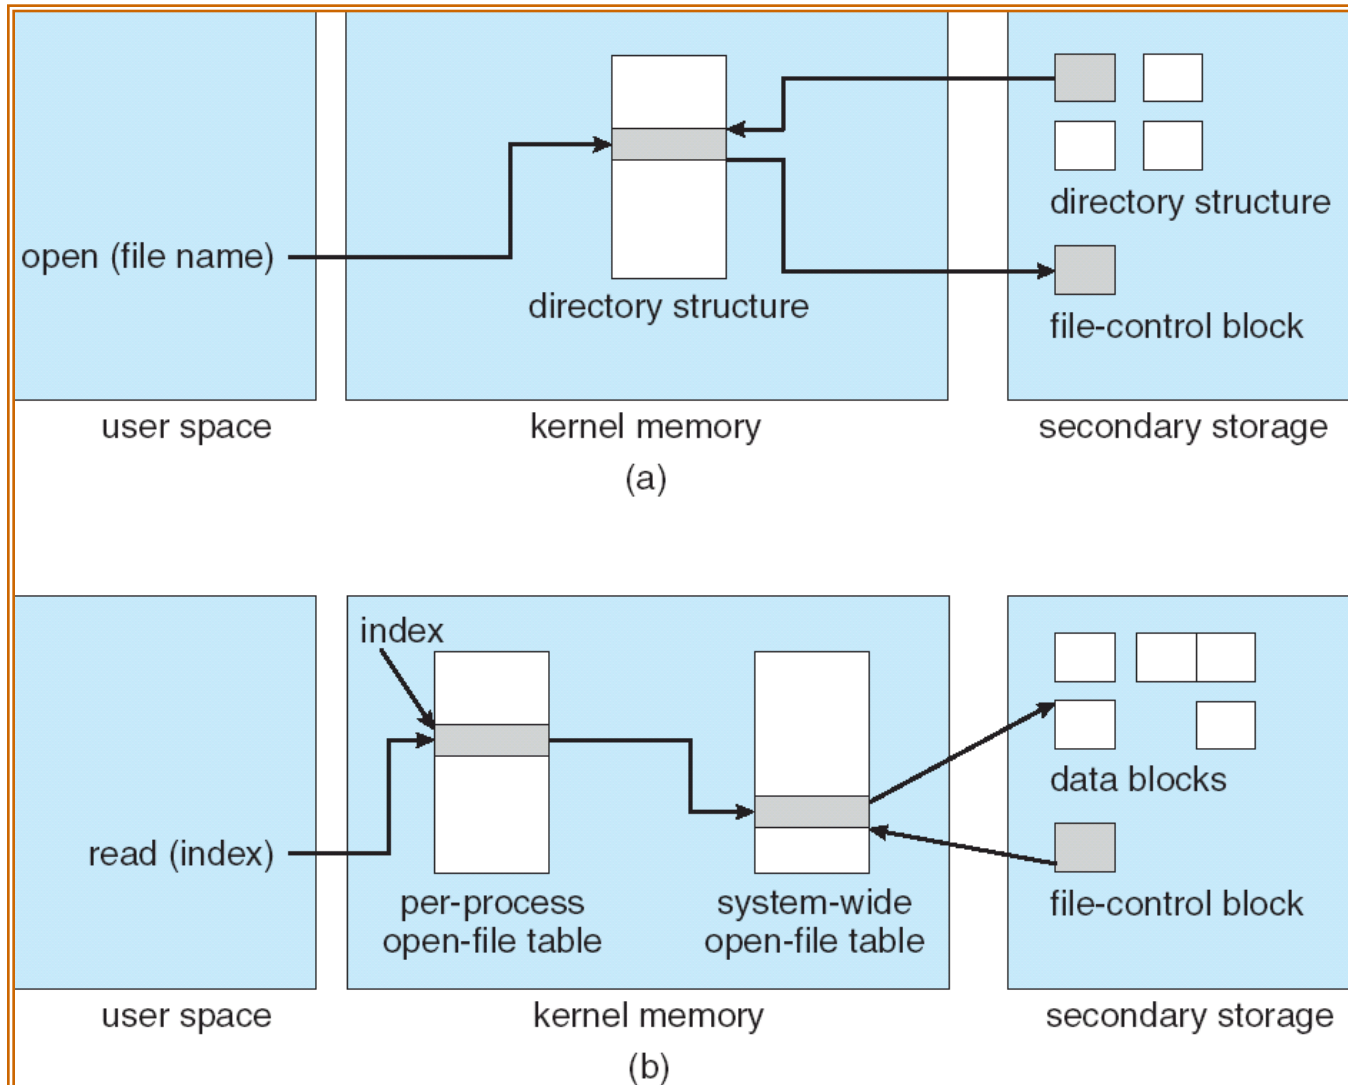 open (file name)
directory structure
directory structure
file-control block
user space
kernel memory
secondary storage
(a)
index
read (index)
per-process
open-file table
system-wide
open-file table
data blocks
file-control block
user space
kernel memory
secondary storage
(b)